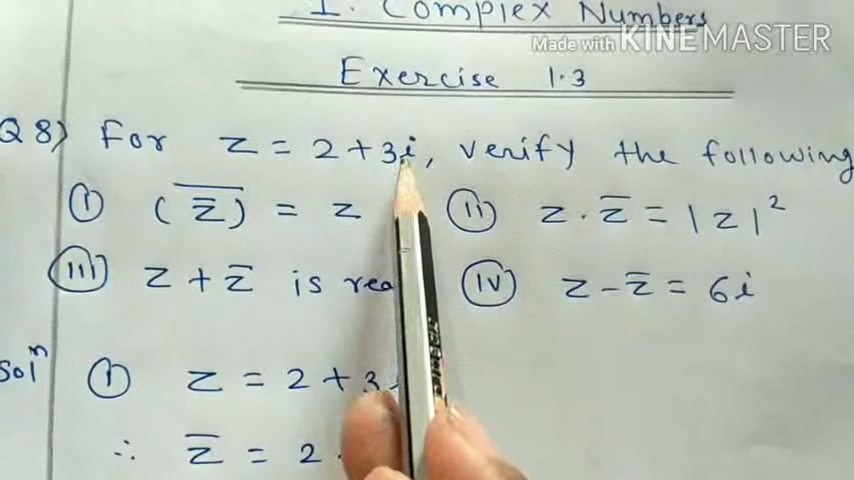 1. Complex Numbers
Made with KINEMASTER
Exercise 1.3
Q 8) For z = 2 + 3i, verify the following
(i) (z̅)̅ = z (ii) z · z̅ = |z|²
(iii) z + z̅ is rea (iv) z - z̅ = 6i
Solⁿ (i) z = 2 + 3
∴ z̅ = 2